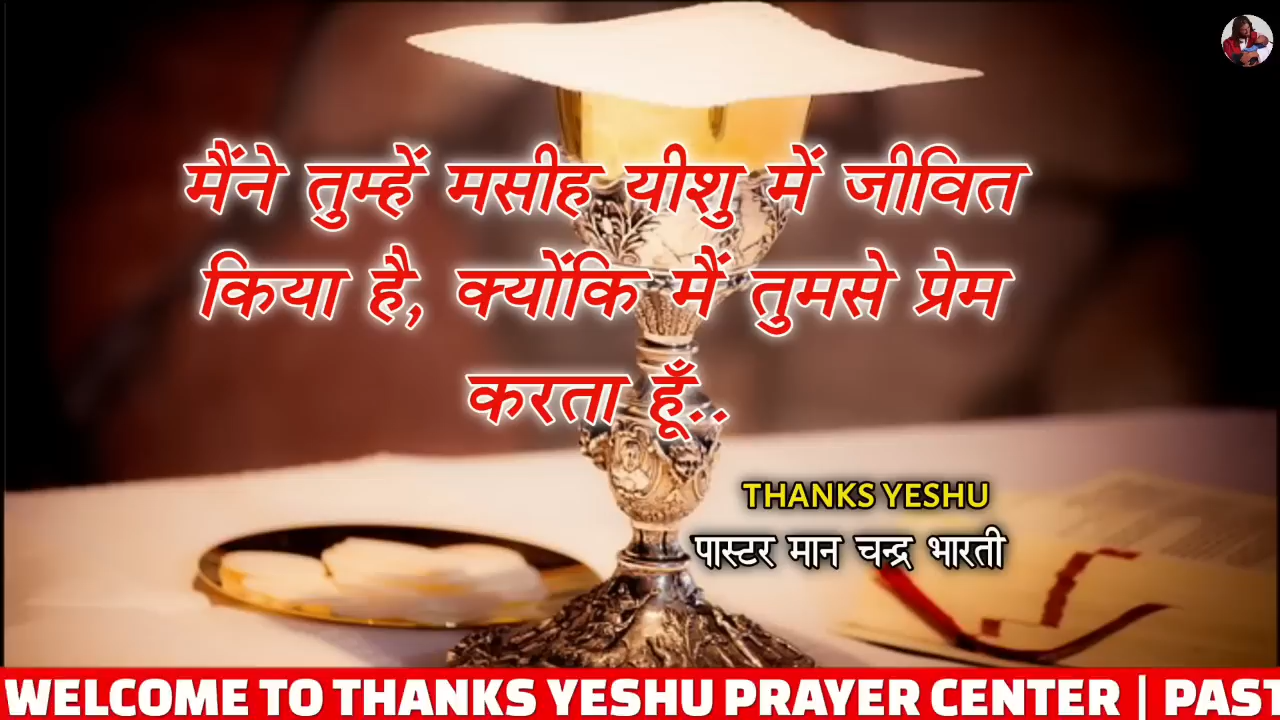 मैंने तुम्हें मसीह यीशु में जीवित
किया है, क्योंकि मैं तुमसे प्रेम
करता हूँ..
THANKS YESHU
पास्टर मान चन्द्र भारती
WELCOME TO THANKS YESHU PRAYER CENTER | PAST